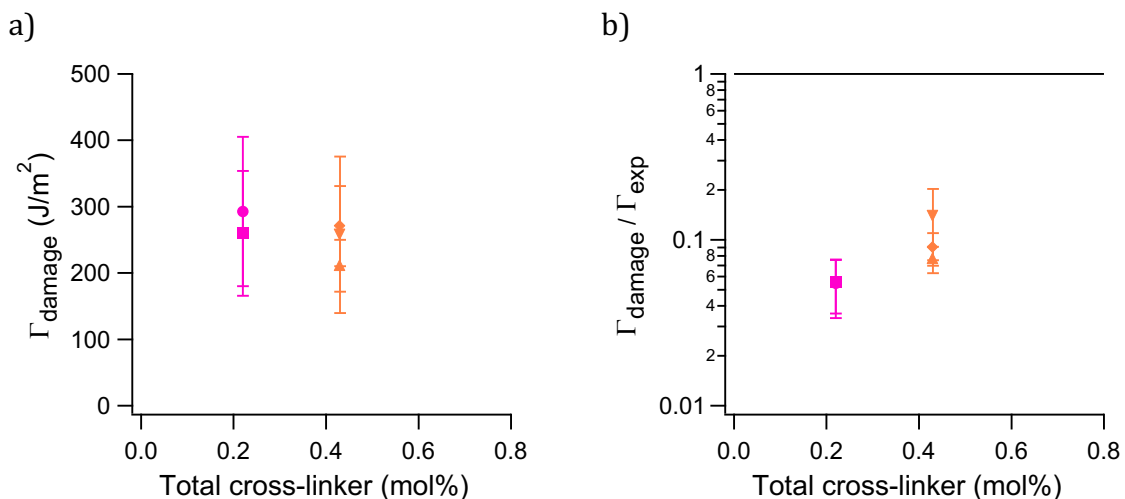 a)
500
400
300
200
100
0
Γdamage (J/m²)
0.0 0.2 0.4 0.6 0.8
Total cross-linker (mol%)
b)
1
8
6
4
2
0.1
8
6
4
2
0.01
Γdamage / Γexp
0.0 0.2 0.4 0.6 0.8
Total cross-linker (mol%)